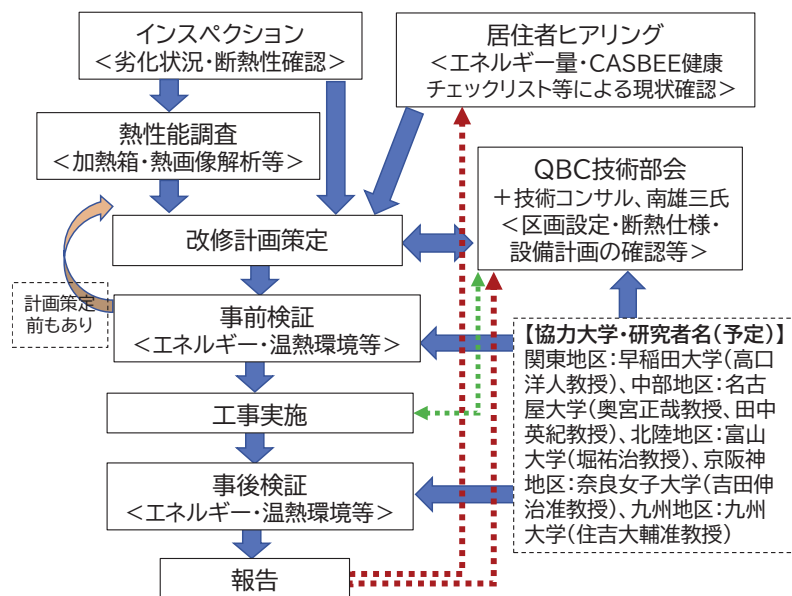 インスペクション
<劣化状況・断熱性確認>
居住者ヒアリング
<エネルギー量・CASBEE健康
チェックリスト等による現状確認>
熱性能調査
<加熱箱・熱画像解析等>
QBC技術部会
+技術コンサル、南雄三氏
<区画設定・断熱仕様・
設備計画の確認等>
改修計画策定
計画策定
前もあり
事前検証
<エネルギー・温熱環境等>
【協力大学・研究者名(予定)】
関東地区:早稲田大学(高口
洋人教授)、中部地区:名古
屋大学(奥宮正哉教授、田中
英紀教授)、北陸地区:富山
大学(堀祐治教授)、京阪神
地区:奈良女子大学(吉田伸
治准教授)、九州地区:九州
大学(住吉大輔准教授)
工事実施
事後検証
<エネルギー・温熱環境等>
報告